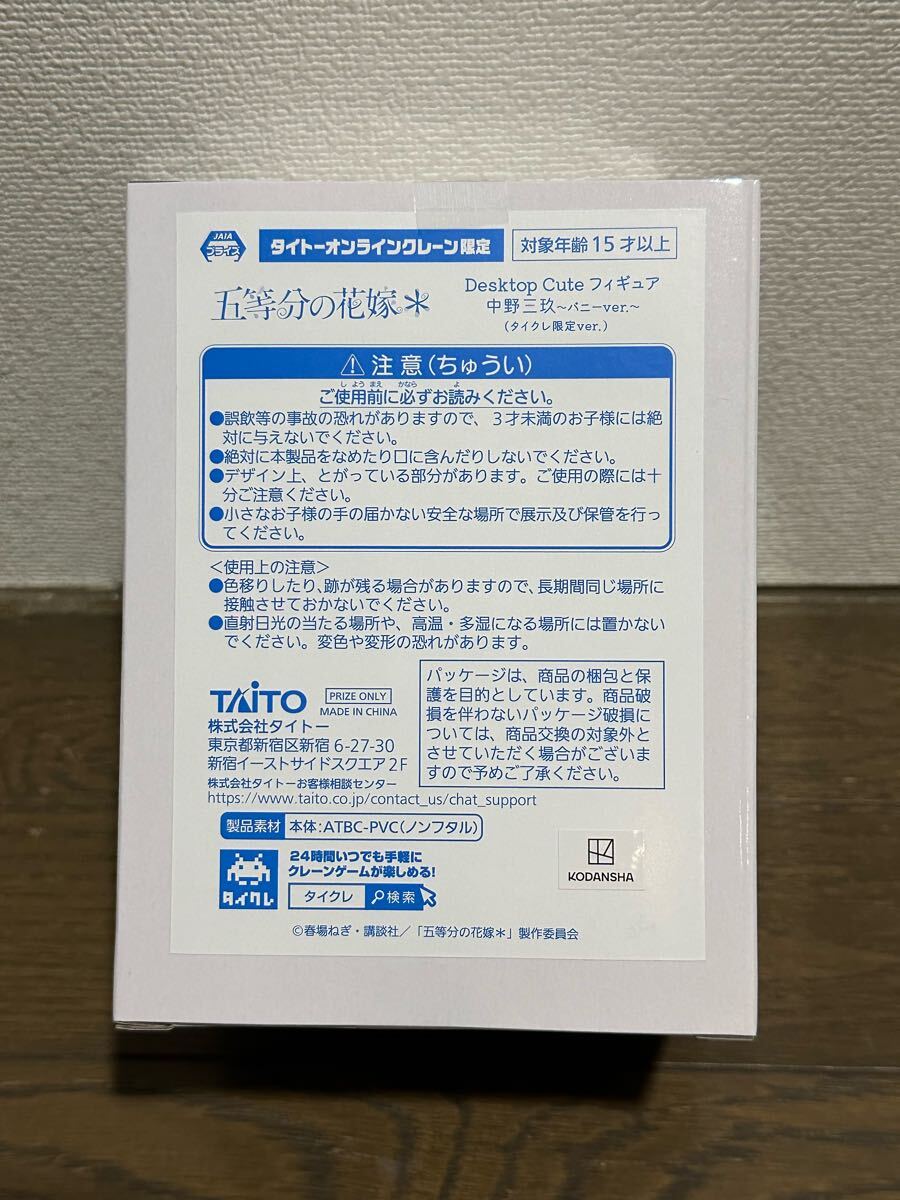 JAIA
プライズ
タイトーオンラインクレーン限定
対象年齢15才以上
五等分の花嫁＊
Desktop Cute フィギュア
中野三玖～バニーver.～
(タイクレ限定ver.)
⚠注意(ちゅうい)
しようまえ かなら よ
ご使用前に必ずお読みください。
●誤飲等の事故の恐れがありますので、3才未満のお子様には絶
対に与えないでください。
●絶対に本製品をなめたり口に含んだりしないでください。
●デザイン上、とがっている部分があります。ご使用の際には十
分ご注意ください。
●小さなお子様の手の届かない安全な場所で展示及び保管を行っ
てください。
＜使用上の注意＞
●色移りしたり、跡が残る場合がありますので、長期間同じ場所に
接触させておかないでください。
●直射日光の当たる場所や、高温・多湿になる場所には置かない
でください。変色や変形の恐れがあります。
TAITO
PRIZE ONLY
MADE IN CHINA
株式会社タイトー
東京都新宿区新宿 6-27-30
新宿イーストサイドスクエア 2F
株式会社タイトーお客様相談センター
https://www.taito.co.jp/contact_us/chat_support
パッケージは、商品の梱包と保
護を目的としています。商品破
損を伴わないパッケージ破損に
ついては、商品交換の対象外と
させていただく場合がございま
すので予めご了承ください。
製品素材 本体:ATBC-PVC(ノンフタル)
タイクレ
24時間いつでも手軽に
クレーンゲームが楽しめる!
タイクレ 検索
KODANSHA
©春場ねぎ・講談社／「五等分の花嫁＊」製作委員会